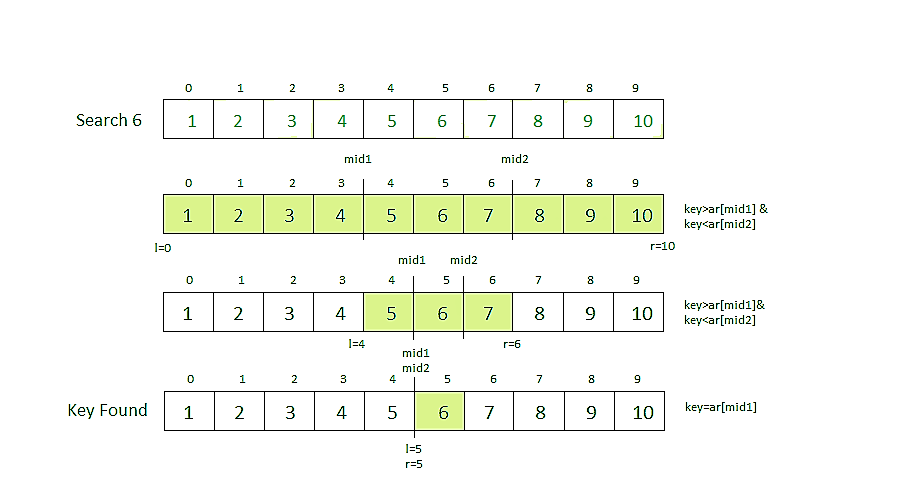 0 1 2 3 4 5 6 7 8 9
Search 6 1 2 3 4 5 6 7 8 9 10
mid1 mid2
0 1 2 3 4 5 6 7 8 9
1 2 3 4 5 6 7 8 9 10
key>ar[mid1] &
key<ar[mid2]
l=0 r=10
mid1 mid2
0 1 2 3 4 5 6 7 8 9
1 2 3 4 5 6 7 8 9 10
key>ar[mid1]&
key<ar[mid2]
l=4 r=6
mid1
mid2
0 1 2 3 4 5 6 7 8 9
Key Found 1 2 3 4 5 6 7 8 9 10 key=ar[mid1]
l=5
r=5